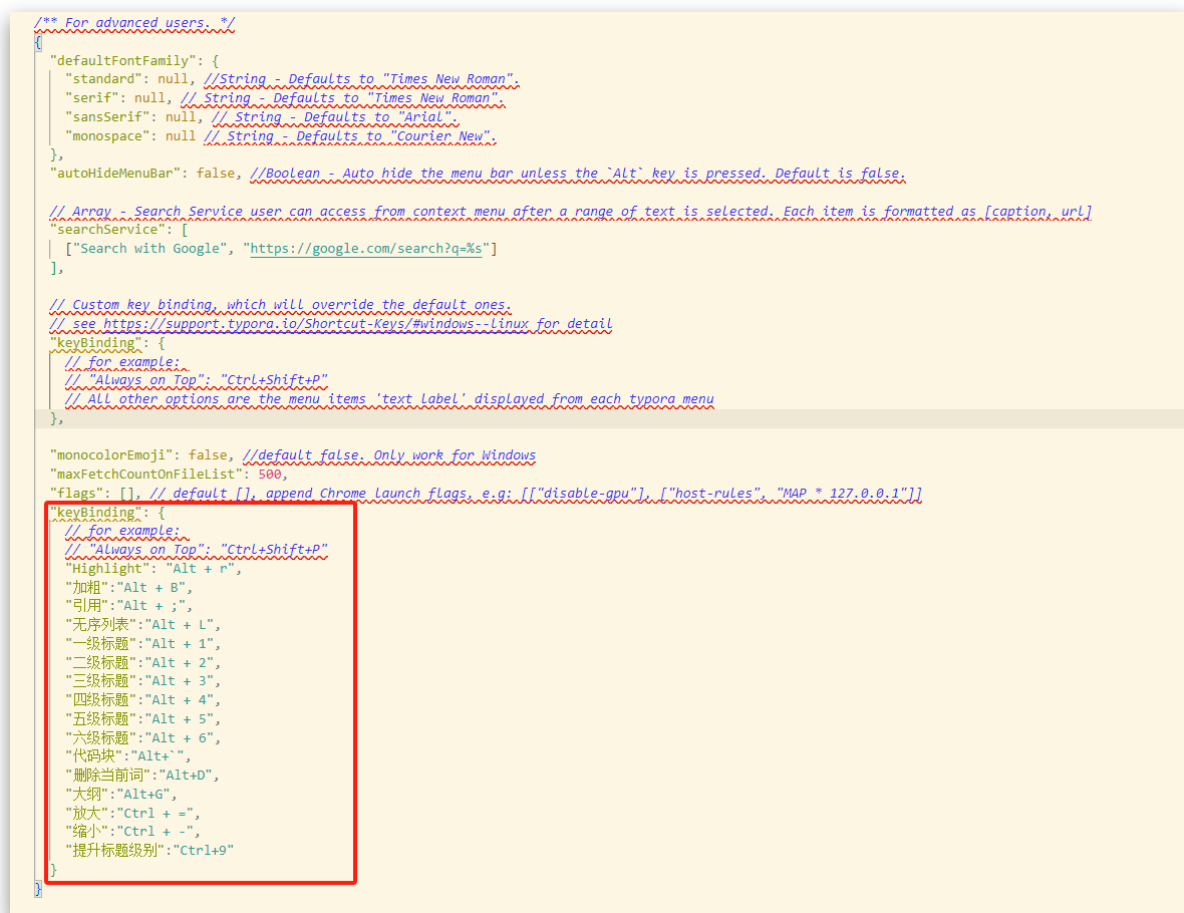 /** For advanced users. */
{
"defaultFontFamily": {
"standard": null, //String - Defaults to "Times New Roman".
"serif": null, // String - Defaults to "Times New Roman".
"sansSerif": null, // String - Defaults to "Arial".
"monospace": null // String - Defaults to "Courier New".
},
"autoHideMenuBar": false, //Boolean - Auto hide the menu bar unless the `Alt` key is pressed. Default is false.
// Array - Search Service user can access from context menu after a range of text is selected. Each item is formatted as [caption, url]
"searchService": [
["Search with Google", "https://google.com/search?q=%s"]
],
// Custom key binding, which will override the default ones.
// see https://support.typora.io/Shortcut-Keys/#windows--linux for detail
"keyBinding": {
// for example:
// "Always on Top": "Ctrl+Shift+P"
// All other options are the menu items 'text label' displayed from each typora menu
},
"monocolorEmoji": false, //default false. Only work for Windows
"maxFetchCountOnFileList": 500,
"flags": [], // default [], append Chrome launch flags, e.g: [["disable-gpu"], ["host-rules", "MAP * 127.0.0.1"]]
"keyBinding": {
// for example:
// "Always on Top": "Ctrl+Shift+P"
"Highlight": "Alt + r",
"加粗":"Alt + B",
"引用":"Alt + ;",
"无序列表":"Alt + L",
"一级标题":"Alt + 1",
"二级标题":"Alt + 2",
"三级标题":"Alt + 3",
"四级标题":"Alt + 4",
"五级标题":"Alt + 5",
"六级标题":"Alt + 6",
"代码块":"Alt+`",
"删除当前词":"Alt+D",
"大纲":"Alt+G",
"放大":"Ctrl + =",
"缩小":"Ctrl + -",
"提升标题级别":"Ctrl+9"
}
}